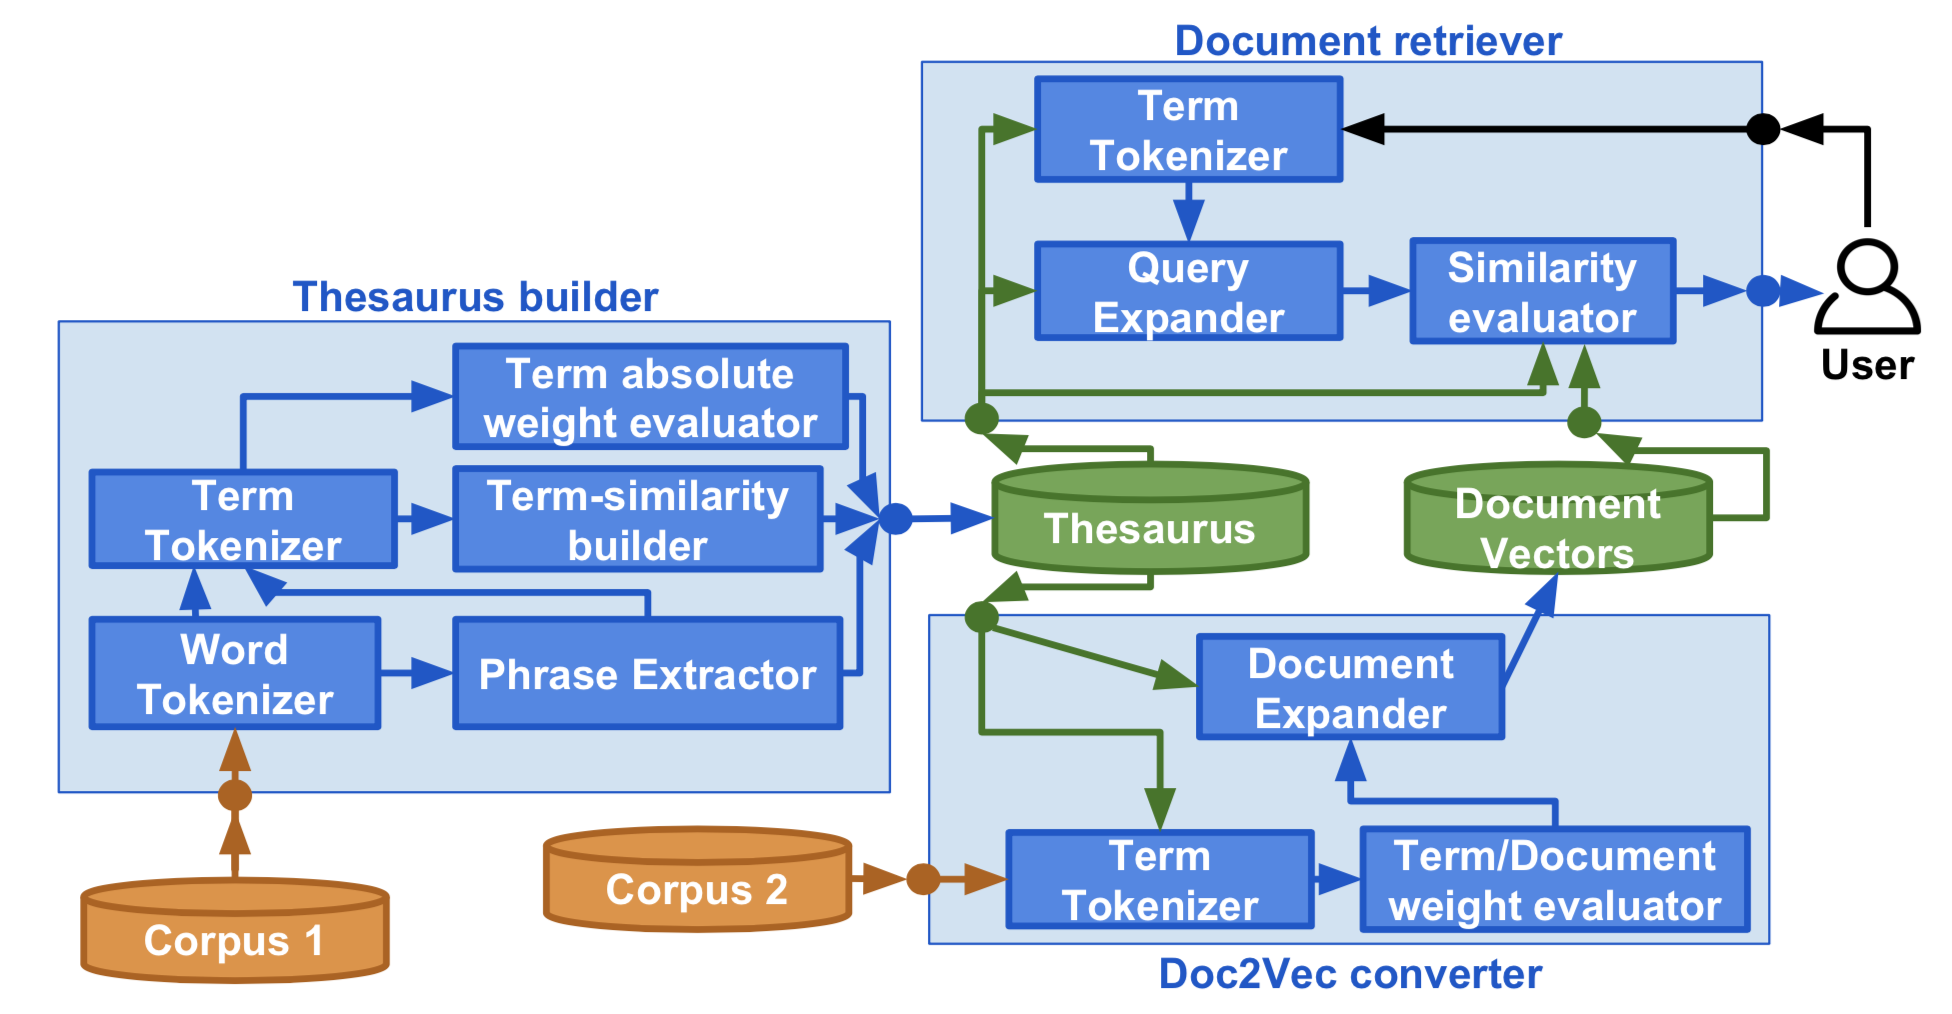 Document retriever
Term
Tokenizer
Query
Expander
Similarity
evaluator
User
Thesaurus builder
Term absolute
weight evaluator
Term
Tokenizer
Term-similarity
builder
Word
Tokenizer
Phrase Extractor
Thesaurus
Document
Vectors
Document
Expander
Term
Tokenizer
Term/Document
weight evaluator
Corpus 2
Corpus 1
Doc2Vec converter